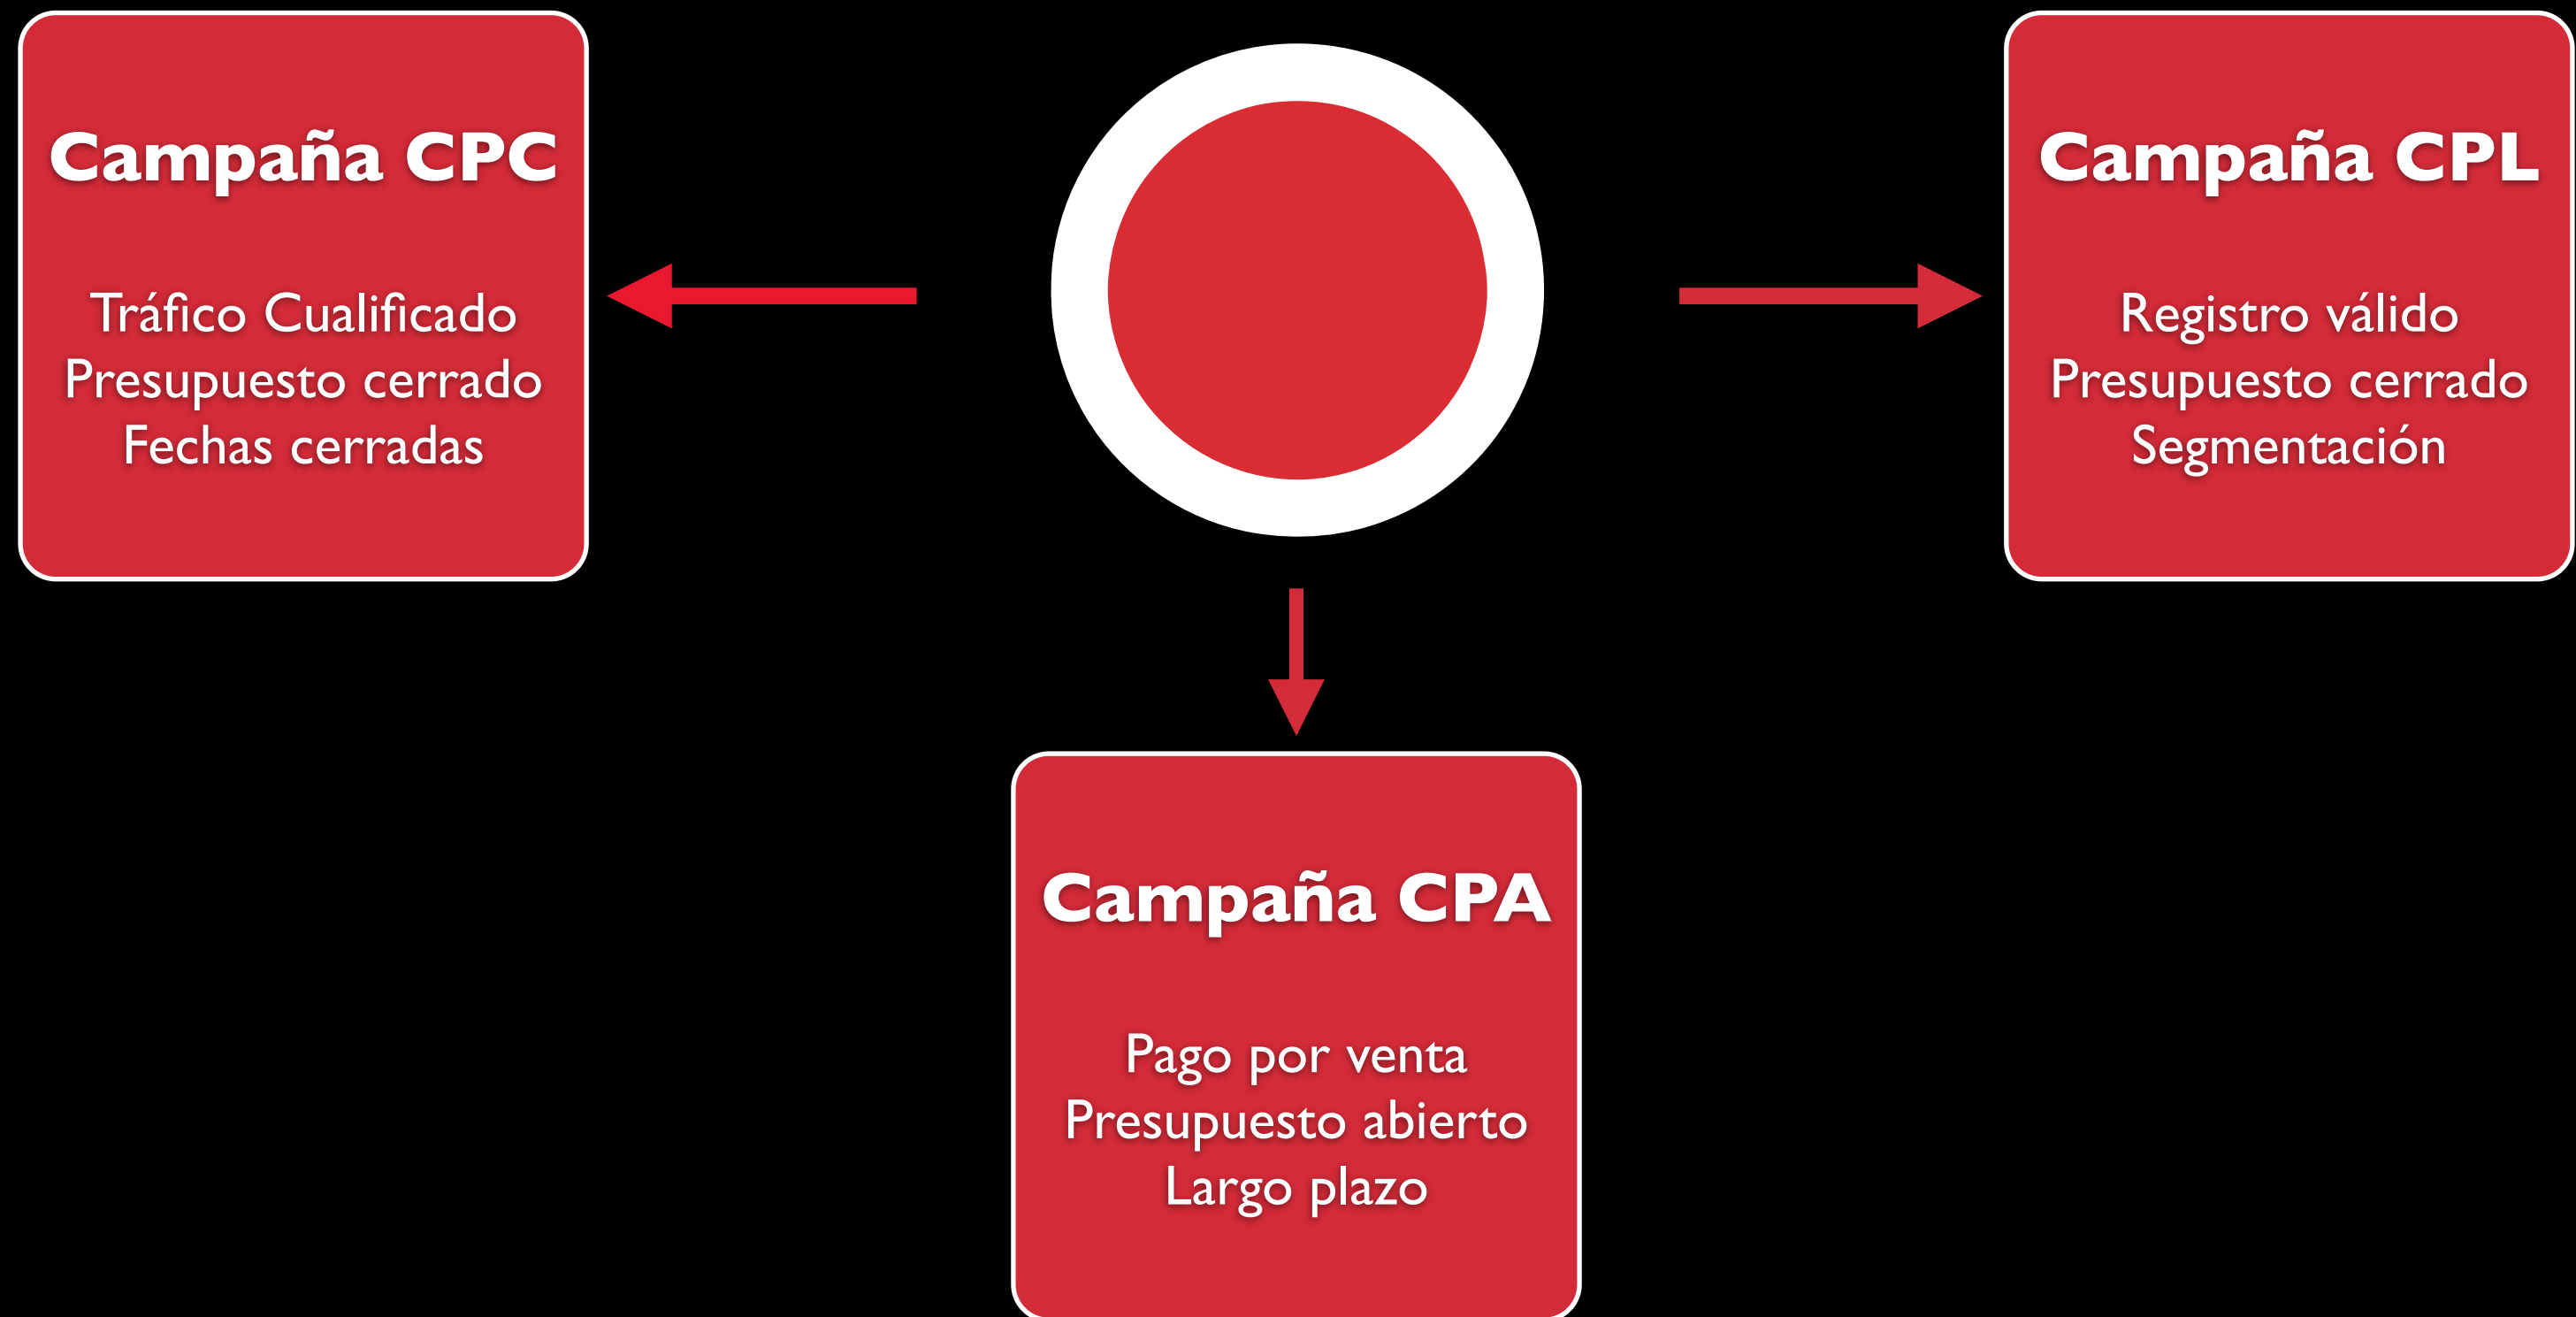 Campaña CPC
Tráfico Cualificado
Presupuesto cerrado
Fechas cerradas
Campaña CPL
Registro válido
Presupuesto cerrado
Segmentación
Campaña CPA
Pago por venta
Presupuesto abierto
Largo plazo